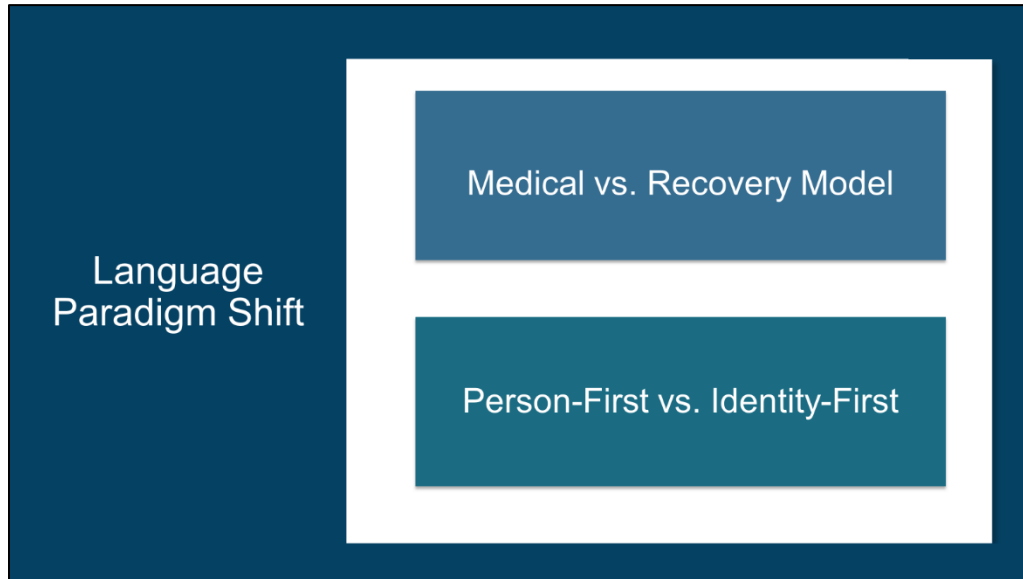 Language
Paradigm Shift
Medical vs. Recovery Model
Person-First vs. Identity-First